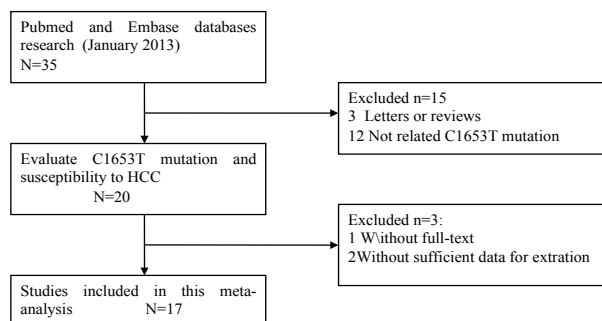 Pubmed and Embase databases
research (January 2013)
N=35
Excluded n=15
3 Letters or reviews
12 Not related C1653T mutation
Evaluate C1653T mutation and
susceptibility to HCC
N=20
Excluded n=3:
1 W\ithout full-text
2Without sufficient data for extration
Studies included in this meta-
analysis N=17